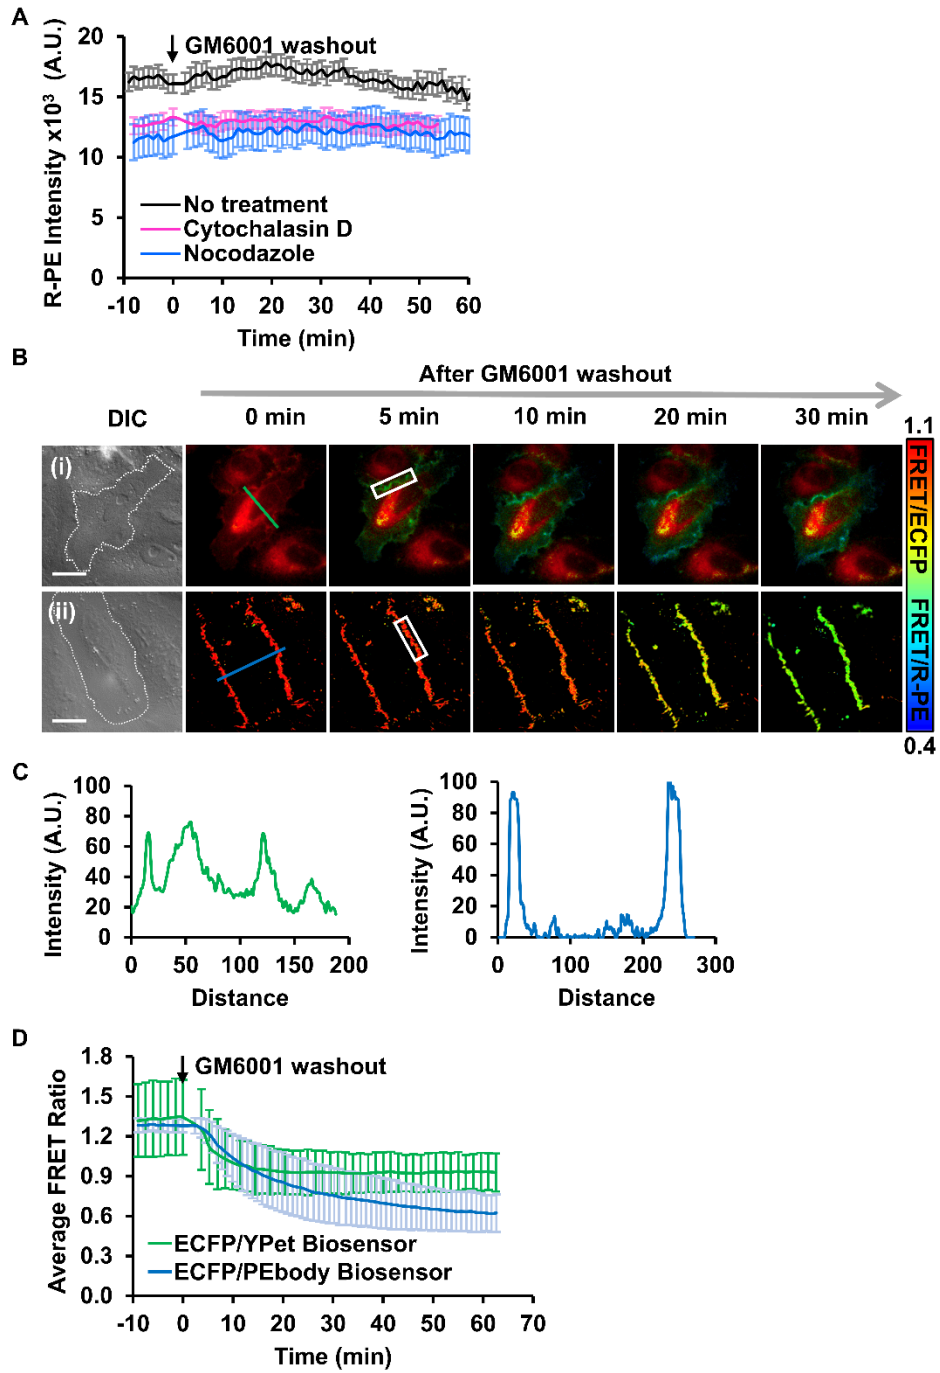 A
R-PE Intensity x10³ (A.U.)
20
15
10
5
0
GM6001 washout
No treatment
Cytochalasin D
Nocodazole
-10 0 10 20 30 40 50 60
Time (min)
B
After GM6001 washout
DIC 0 min 5 min 10 min 20 min 30 min
(i)
(ii)
1.1
FRET/ECFP
FRET/R-PE
0.4
C
Intensity (A.U.)
100
80
60
40
20
0
0 50 100 150 200
Distance
Intensity (A.U.)
100
80
60
40
20
0
0 100 200 300
Distance
D
Average FRET Ratio
1.8
1.5
1.2
0.9
0.6
0.3
0.0
GM6001 washout
ECFP/YPet Biosensor
ECFP/PEbody Biosensor
-10 0 10 20 30 40 50 60 70
Time (min)